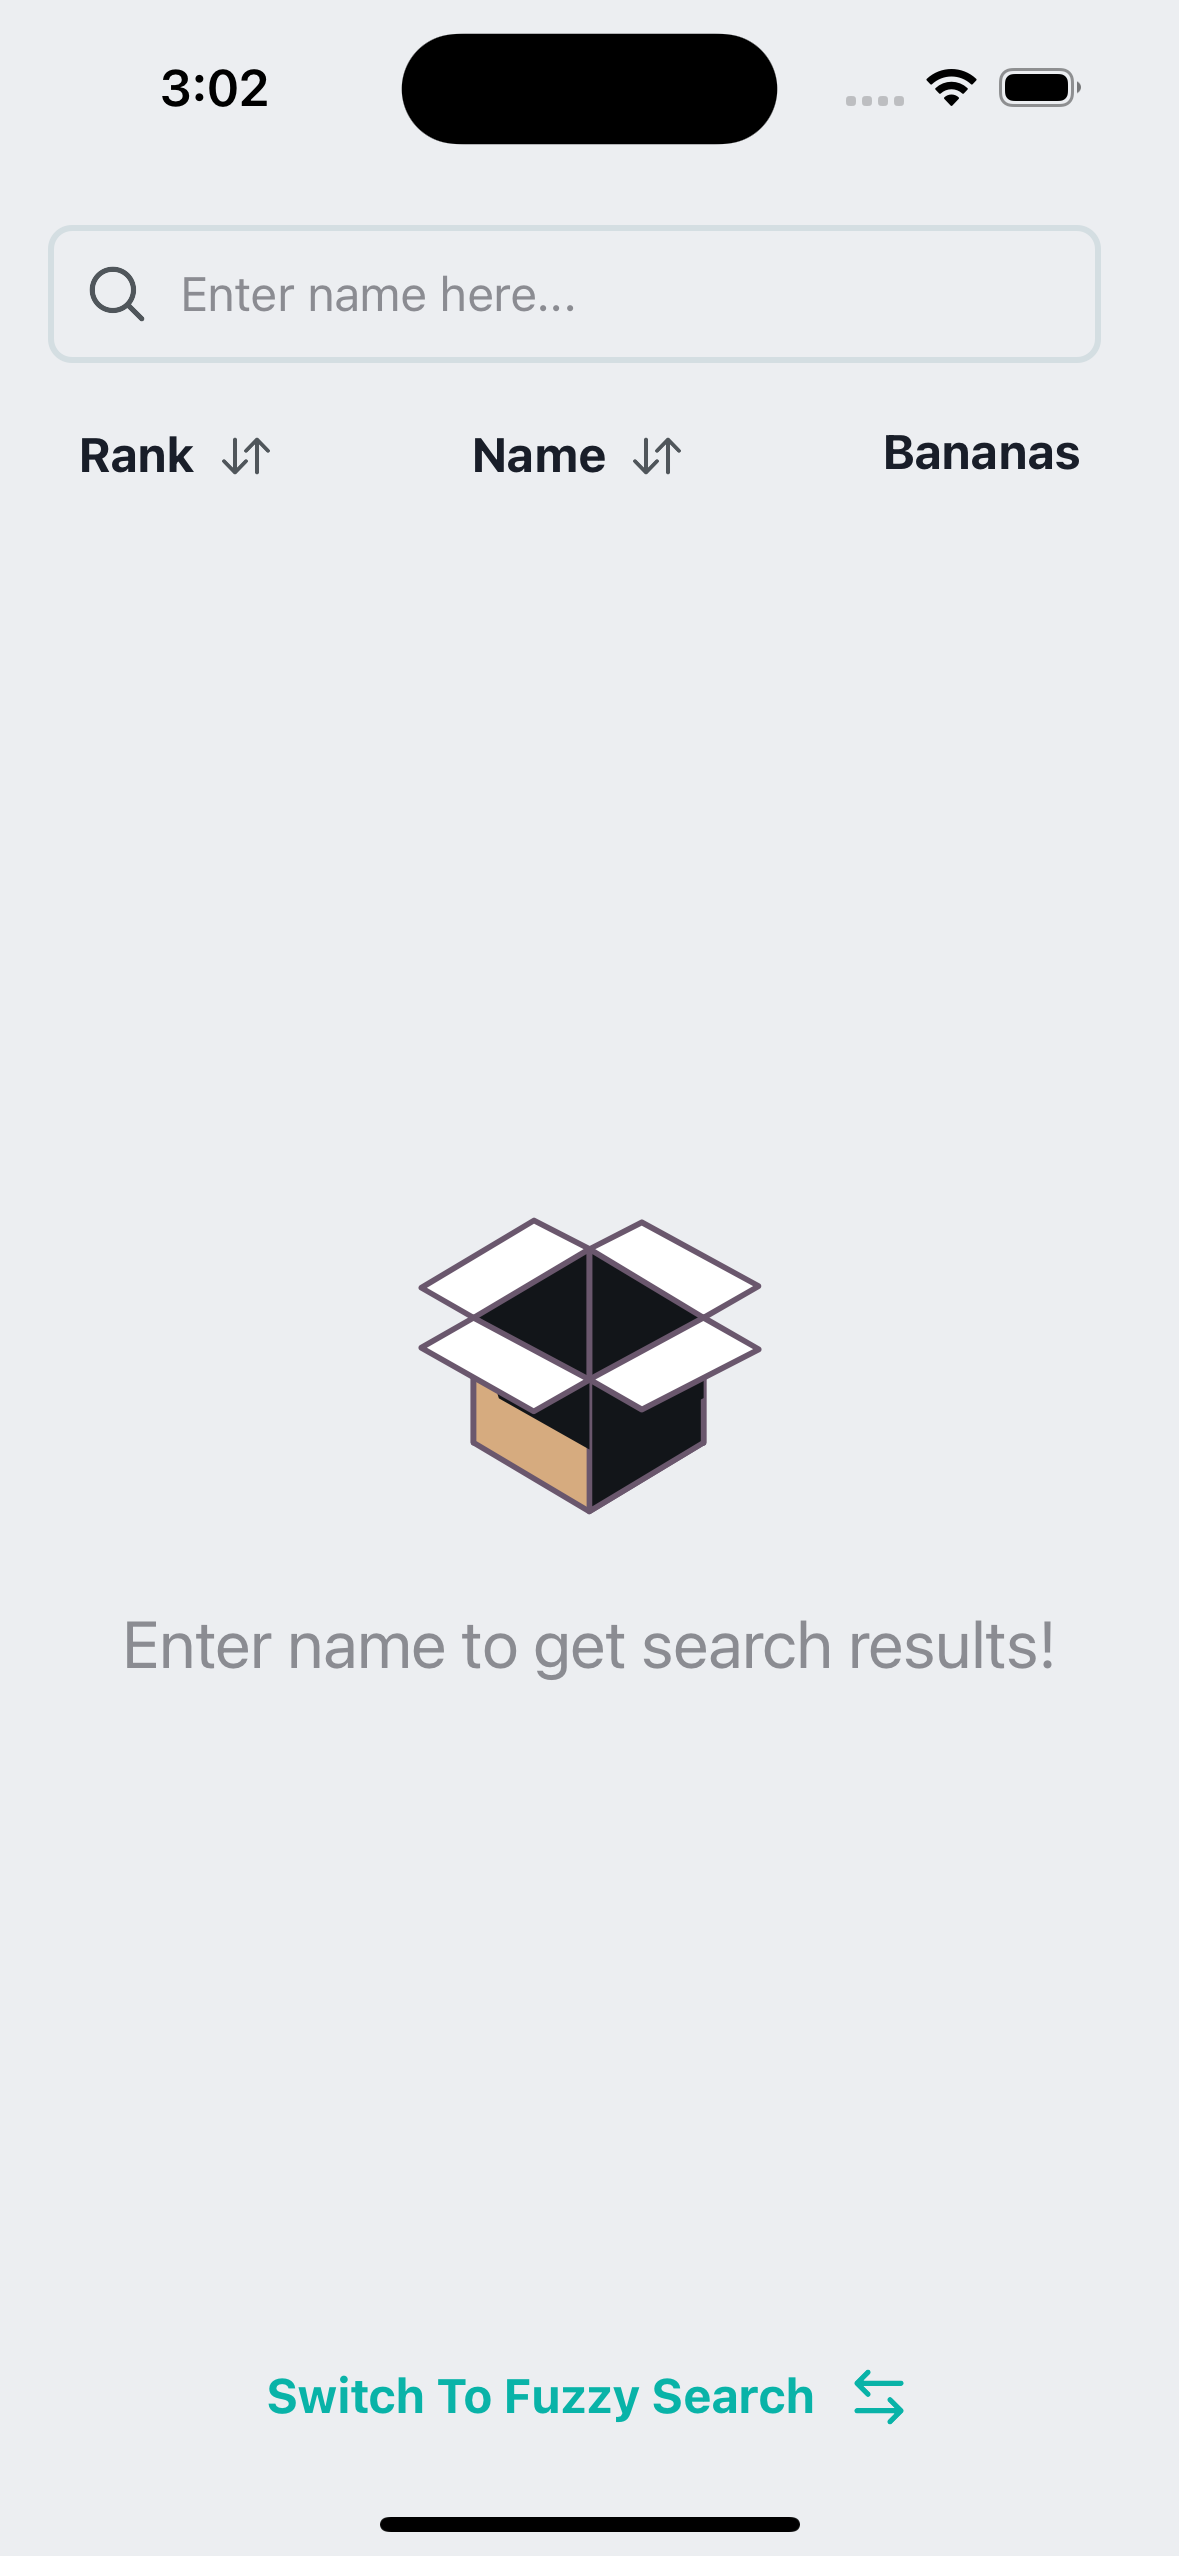 3:02
Enter name here...
Rank Name Bananas
Enter name to get search results!
Switch To Fuzzy Search